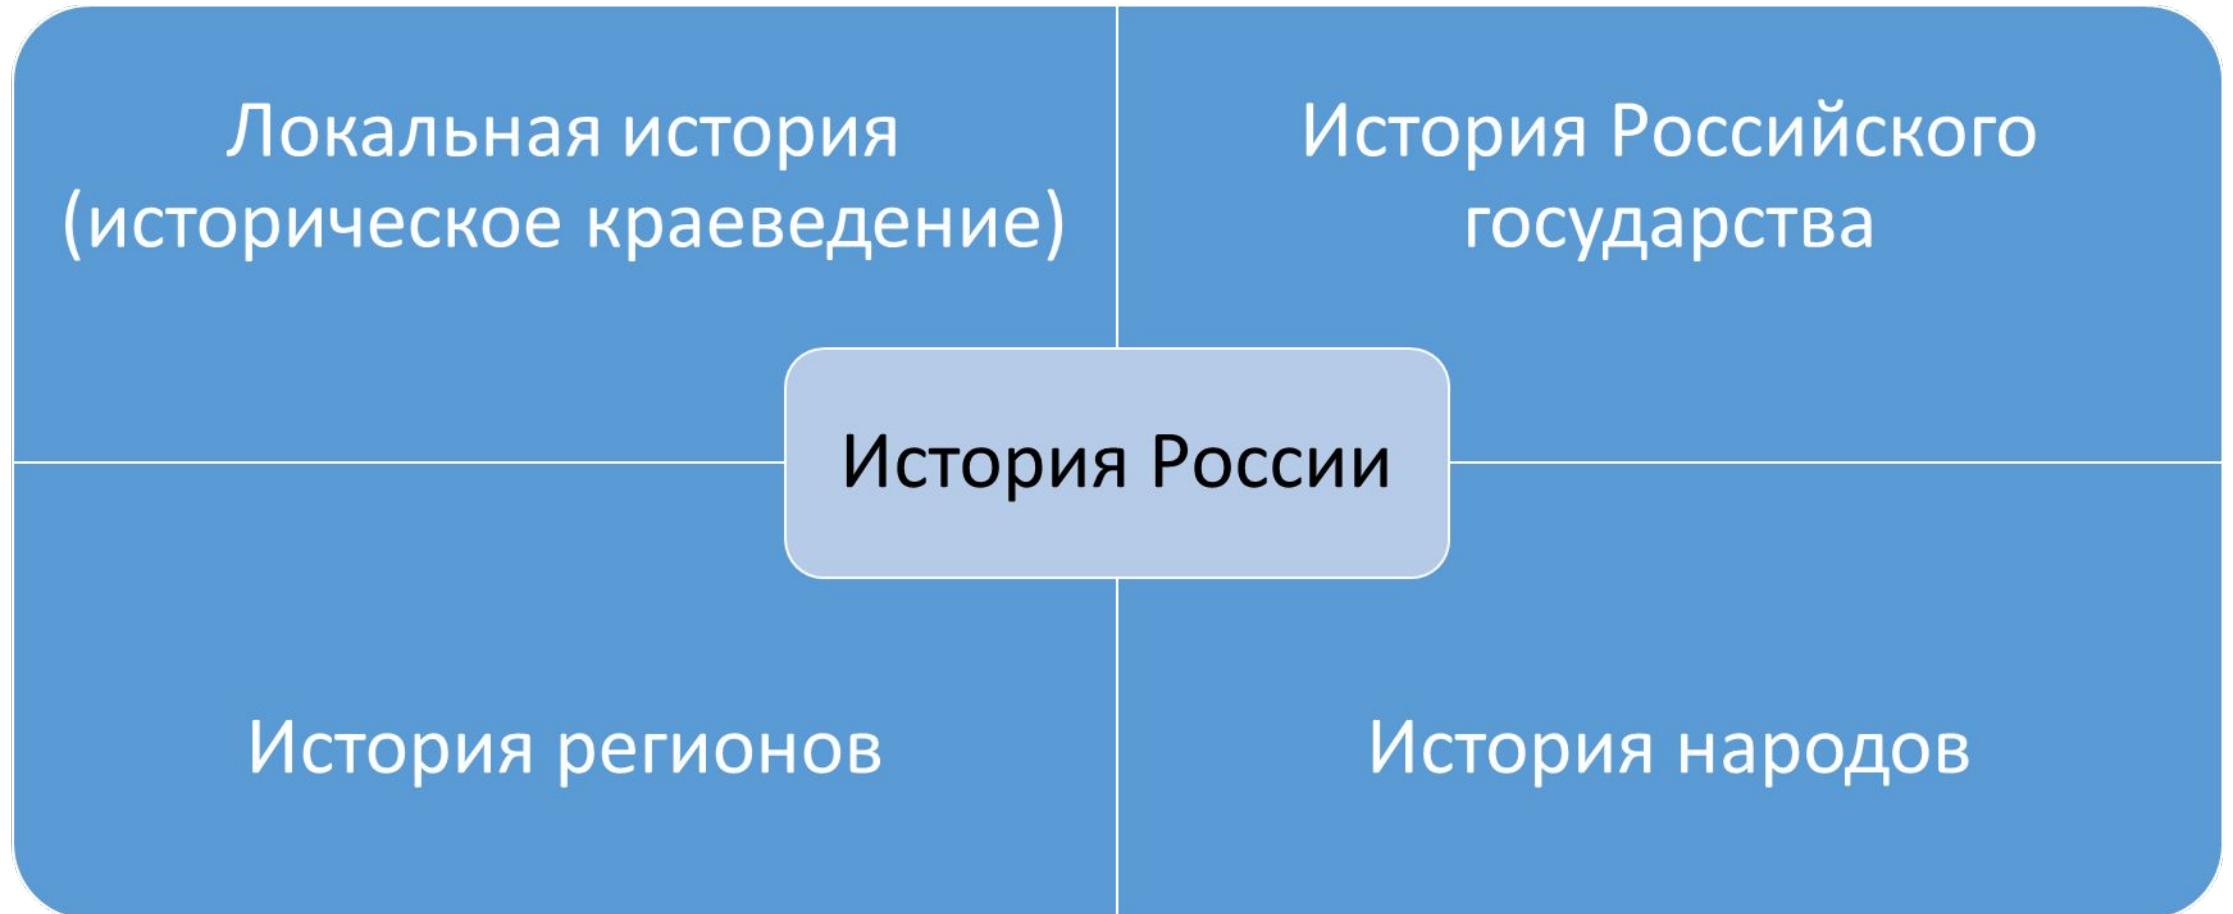 Локальная история
(историческое краеведение)
История Российского
государства
История России
История регионов
История народов